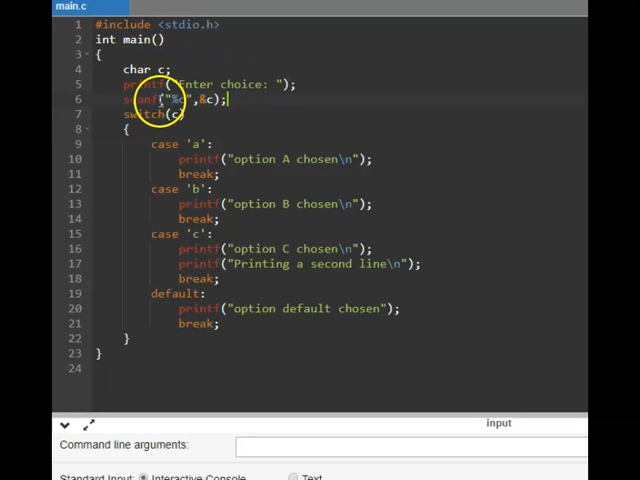 main.c
1 #include <stdio.h>
2 int main()
3 {
4 char c;
5 printf("Enter choice: ");
6 scanf("%c",&c);
7 switch(c)
8 {
9 case 'a':
10 printf("option A chosen\n");
11 break;
12 case 'b':
13 printf("option B chosen\n");
14 break;
15 case 'c':
16 printf("option C chosen\n");
17 printf("Printing a second line\n");
18 break;
19 default:
20 printf("option default chosen");
21 break;
22 }
23 }
24
input
Command line arguments:
Standard Input: Interactive Console Text